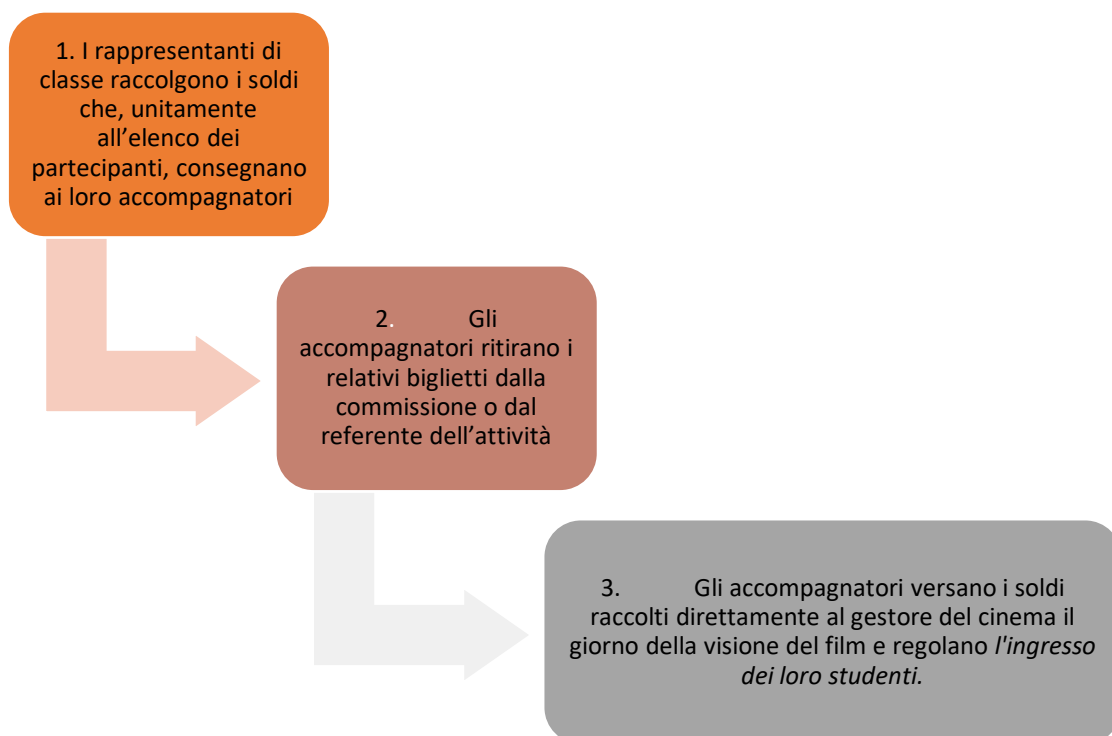 1. I rappresentanti di
classe raccolgono i soldi
che, unitamente
all’elenco dei
partecipanti, consegnano
ai loro accompagnatori
2. Gli
accompagnatori ritirano i
relativi biglietti dalla
commissione o dal
referente dell’attività
3. Gli accompagnatori versano i soldi
raccolti direttamente al gestore del cinema il
giorno della visione del film e regolano l'ingresso
dei loro studenti.